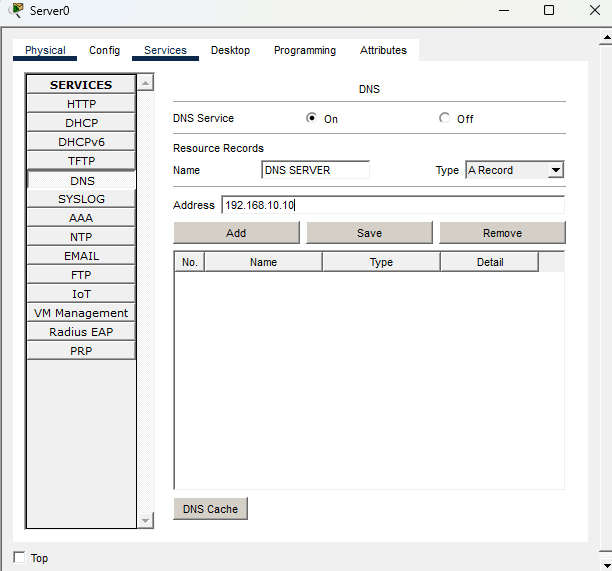 Server0
Physical Config Services Desktop Programming Attributes
SERVICES
HTTP
DHCP
DHCPv6
TFTP
DNS
SYSLOG
AAA
NTP
EMAIL
FTP
IoT
VM Management
Radius EAP
PRP
DNS
DNS Service On Off
Resource Records
Name DNS SERVER Type A Record
Address 192.168.10.10
Add Save Remove
No. Name Type Detail
DNS Cache
Top